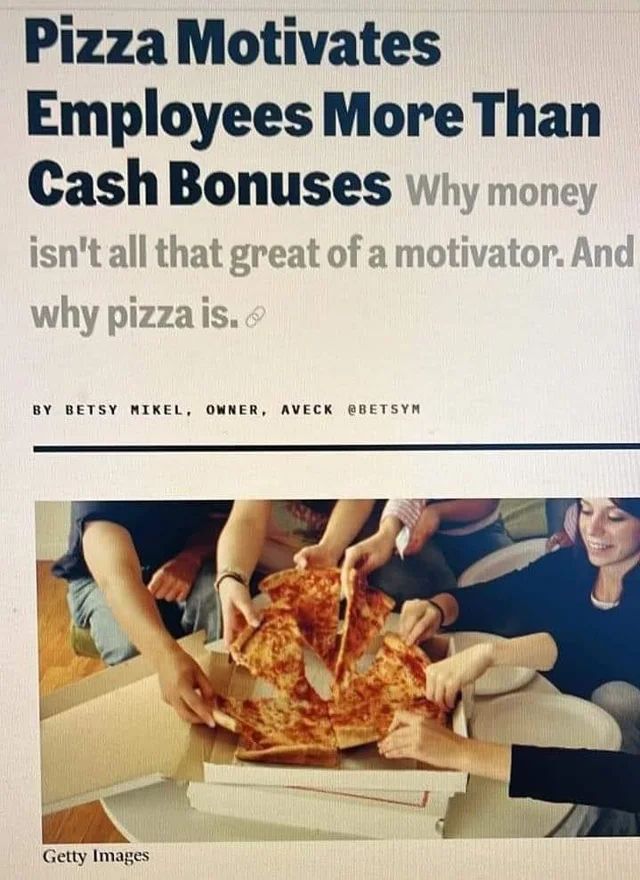 Pizza Motivates
Employees More Than
Cash Bonuses Why money
isn't all that great of a motivator. And
why pizza is.
BY BETSY MIKEL, OWNER, AVECK @BETSYM
Getty Images